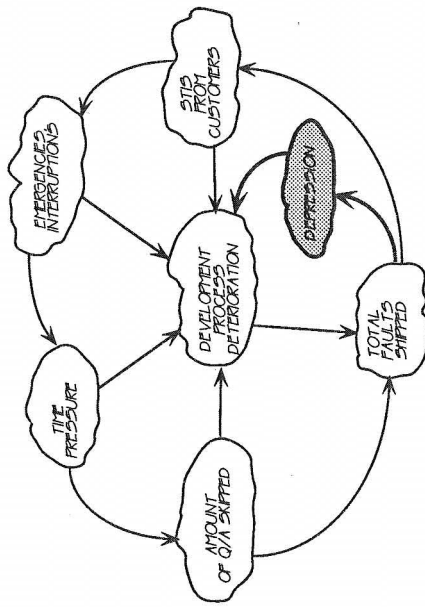 EMERGENCIES
INTERRUPTIONS
STIS
FROM
CUSTOMERS
TIME
PRESSURE
DEVELOPMENT
PROCESS
DETERIORATION
DEPRESSION
AMOUNT
OF Q/A SKIPPED
TOTAL
FAULTS
SHIPPED